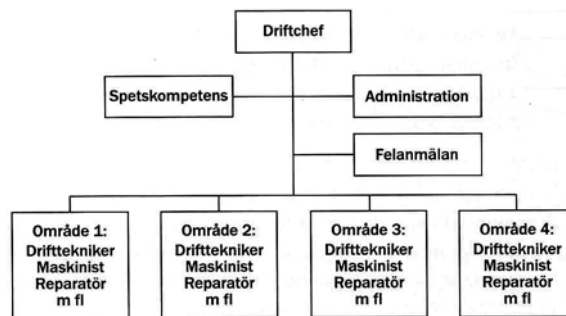 Driftchef
Spetskompetens
Administration
Felanmälan
Område 1:
Drifttekniker
Maskinist
Reparatör
m fl
Område 2:
Drifttekniker
Maskinist
Reparatör
m fl
Område 3:
Drifttekniker
Maskinist
Reparatör
m fl
Område 4:
Drifttekniker
Maskinist
Reparatör
m fl